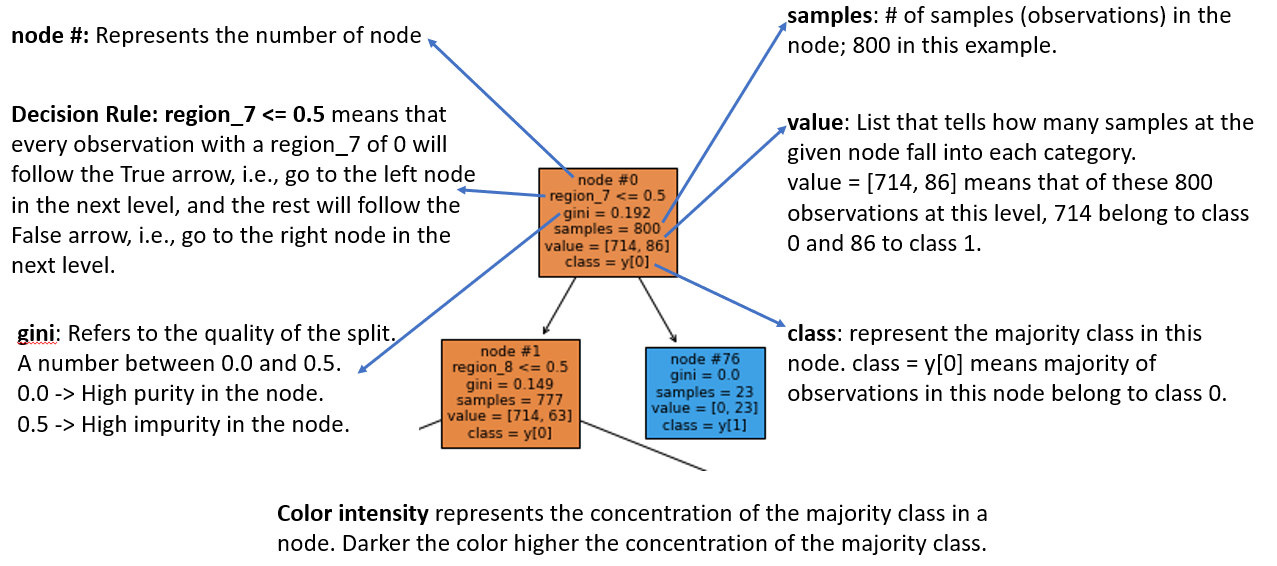 node #: Represents the number of node
Decision Rule: region_7 <= 0.5 means that
every observation with a region_7 of 0 will
follow the True arrow, i.e., go to the left node
in the next level, and the rest will follow the
False arrow, i.e., go to the right node in the
next level.
gini: Refers to the quality of the split.
A number between 0.0 and 0.5.
0.0 -> High purity in the node.
0.5 -> High impurity in the node.
node #0
region_7 <= 0.5
gini = 0.192
samples = 800
value = [714, 86]
class = y[0]
node #1
region_8 <= 0.5
gini = 0.149
samples = 777
value = [714, 63]
class = y[0]
node #76
gini = 0.0
samples = 23
value = [0, 23]
class = y[1]
samples: # of samples (observations) in the
node; 800 in this example.
value: List that tells how many samples at the
given node fall into each category.
value = [714, 86] means that of these 800
observations at this level, 714 belong to class
0 and 86 to class 1.
class: represent the majority class in this
node. class = y[0] means majority of
observations in this node belong to class 0.
Color intensity represents the concentration of the majority class in a
node. Darker the color higher the concentration of the majority class.